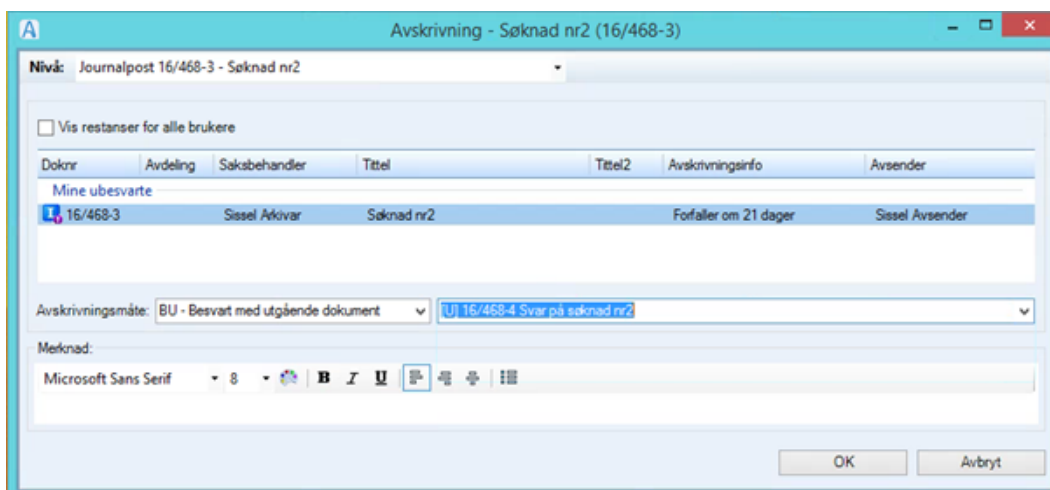 A Avskrivning - Søknad nr2 (16/468-3)
Nivå: Journalpost 16/468-3 - Søknad nr2
Vis restanser for alle brukere
Doknr Avdeling Saksbehandler Tittel Tittel2 Avskrivningsinfo Avsender
Mine ubesvarte
I 16/468-3 Sissel Arkivar Søknad nr2 Forfaller om 21 dager Sissel Avsender
Avskrivningsmåte: BU - Besvart med utgående dokument [U] 16/468-4 Svar på søknad nr2
Merknad:
Microsoft Sans Serif 8 B I U
OK Avbryt